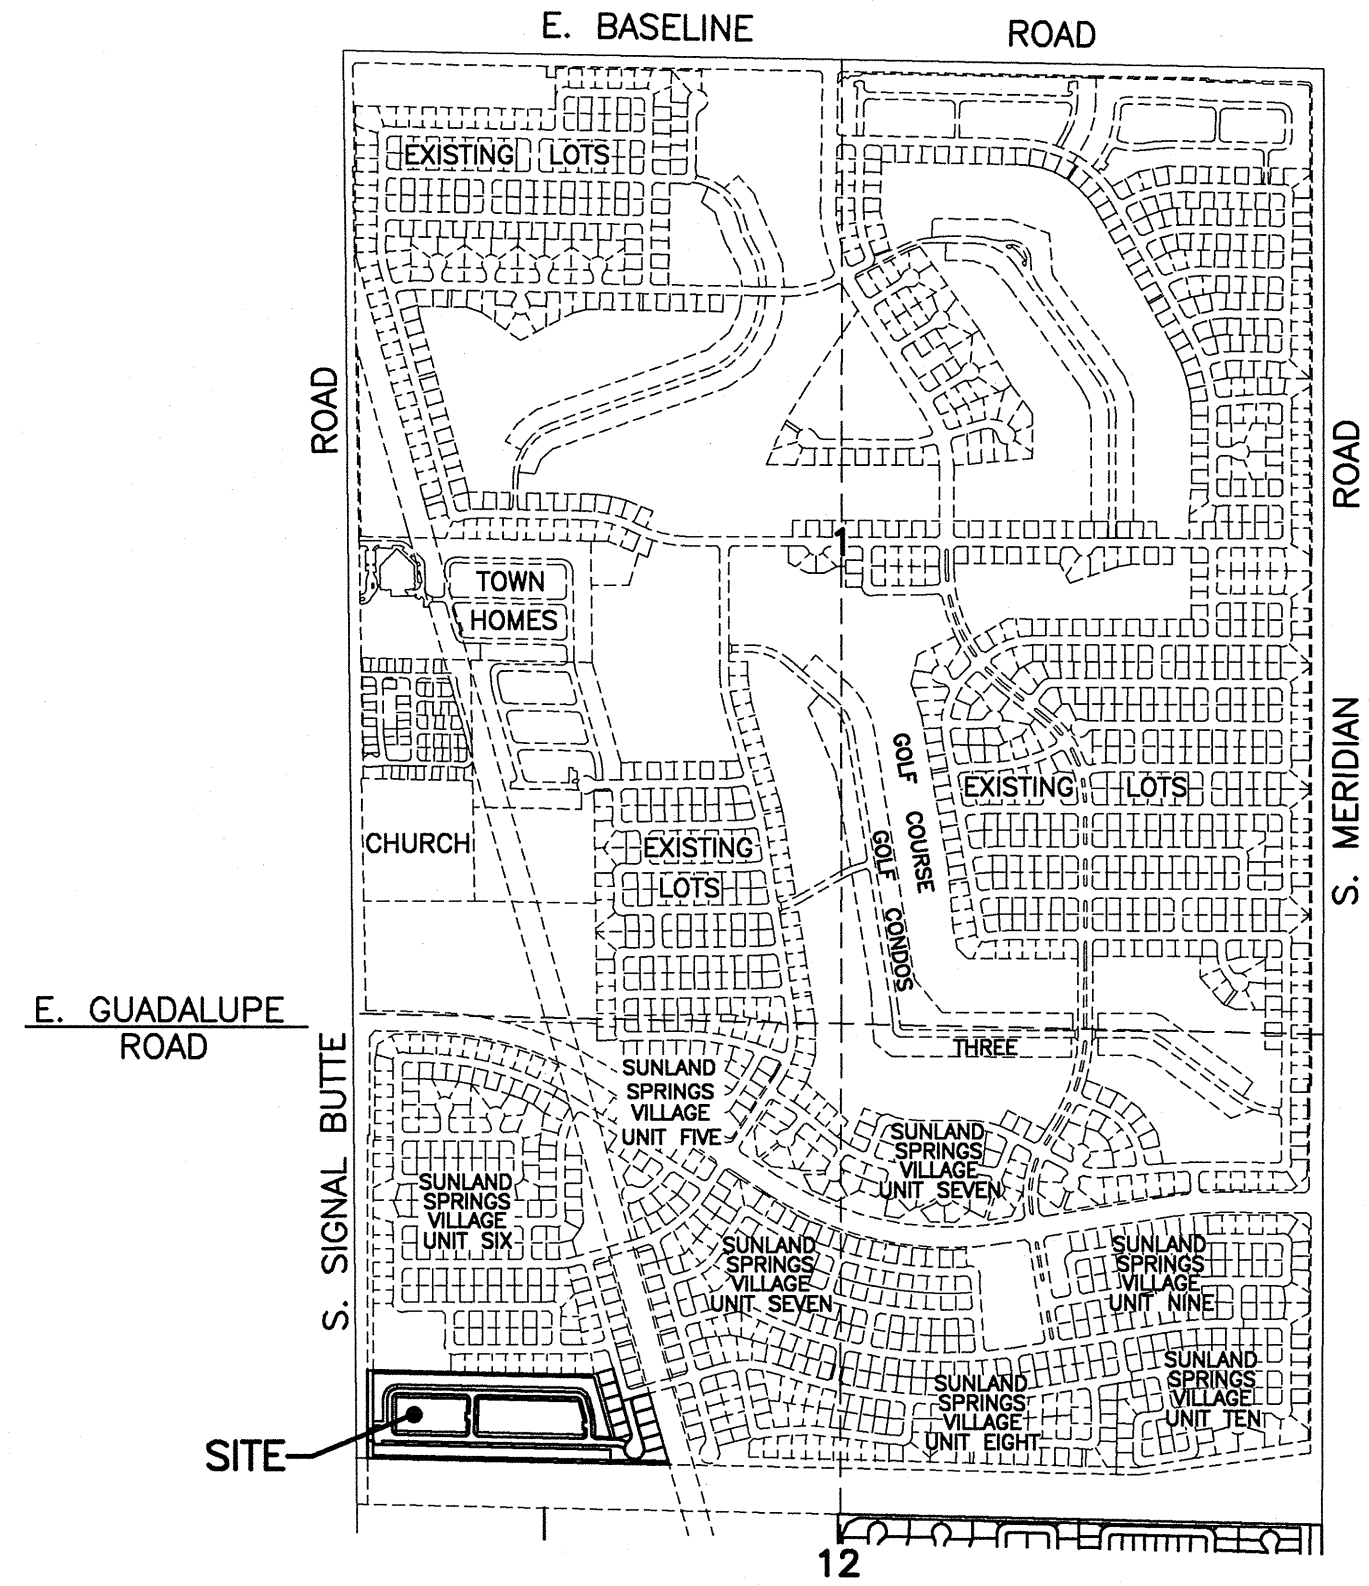 E. BASELINE ROAD
EXISTING LOTS
ROAD
ROAD
1
TOWN
HOMES
GOLF COURSE
EXISTING LOTS
S. MERIDIAN
CHURCH
EXISTING
LOTS
GOLF CONDOS
E. GUADALUPE
ROAD
THREE
S. SIGNAL BUTTE
SUNLAND
SPRINGS
VILLAGE
UNIT FIVE
SUNLAND
SPRINGS
VILLAGE
UNIT SEVEN
SUNLAND
SPRINGS
VILLAGE
UNIT SIX
SUNLAND
SPRINGS
VILLAGE
UNIT SEVEN
SUNLAND
SPRINGS
VILLAGE
UNIT NINE
SUNLAND
SPRINGS
VILLAGE
UNIT TEN
SUNLAND
SPRINGS
VILLAGE
UNIT EIGHT
SITE
12